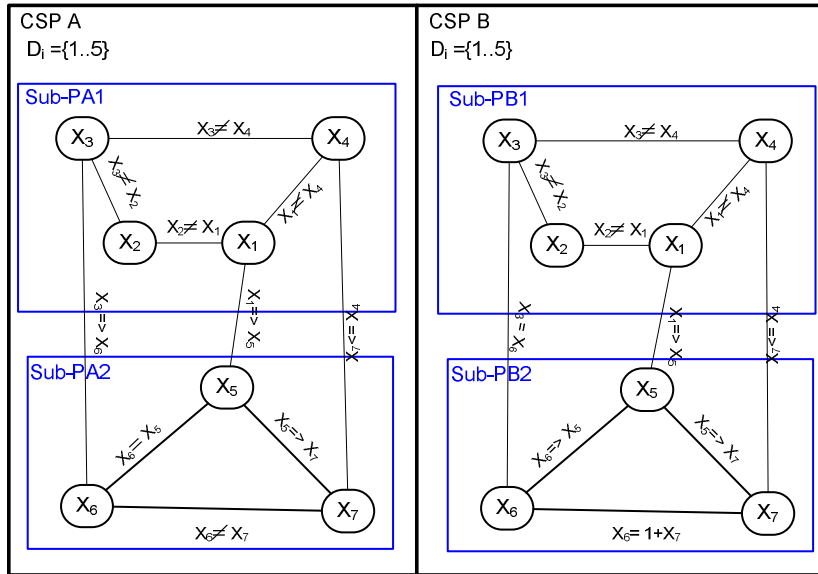 CSP A
Dᵢ ={1..5}
Sub-PA1
X₃
X₃ ≠ X₄
X₄
X₃ ≠ X₂
X₁ ≠ X₄
X₂
X₂ ≠ X₁
X₁
X₃ => X₆
X₁ => X₅
X₇ => X₄
Sub-PA2
X₅
X₆ = X₅
X₅ => X₇
X₆
X₇
X₆ ≠ X₇
CSP B
Dᵢ ={1..5}
Sub-PB1
X₃
X₃ ≠ X₄
X₄
X₃ ≠ X₂
X₁ ≠ X₄
X₂
X₂ ≠ X₁
X₁
X₃ = X₆
X₁ => X₅
X₇ => X₄
Sub-PB2
X₅
X₆ => X₅
X₅ => X₇
X₆
X₇
X₆ = 1+X₇